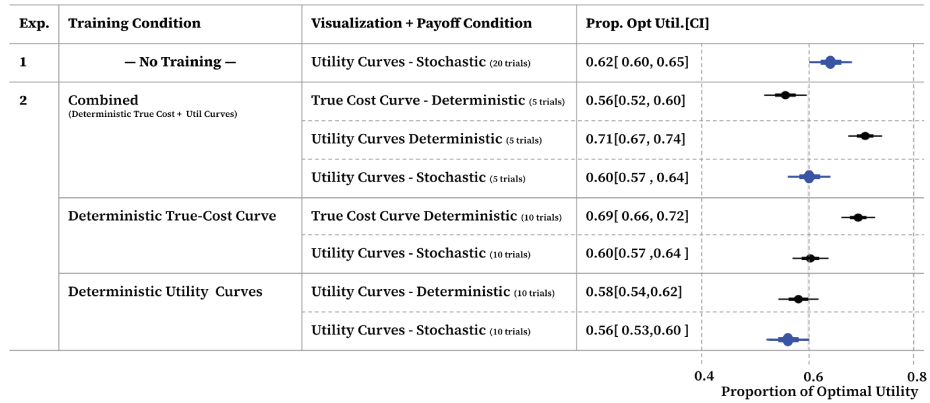 Exp. Training Condition Visualization + Payoff Condition Prop. Opt Util.[CI]
1 — No Training — Utility Curves - Stochastic (20 trials) 0.62[ 0.60, 0.65]
2 Combined True Cost Curve - Deterministic (5 trials) 0.56[0.52, 0.60]
(Deterministic True Cost + Util Curves)
Utility Curves Deterministic (5 trials) 0.71[0.67, 0.74]
Utility Curves - Stochastic (5 trials) 0.60[0.57 , 0.64]
Deterministic True-Cost Curve True Cost Curve Deterministic (10 trials) 0.69[ 0.66, 0.72]
Utility Curves - Stochastic (10 trials) 0.60[0.57 ,0.64 ]
Deterministic Utility Curves Utility Curves - Deterministic (10 trials) 0.58[0.54,0.62]
Utility Curves - Stochastic (10 trials) 0.56[ 0.53,0.60 ]
0.4 0.6 0.8
Proportion of Optimal Utility